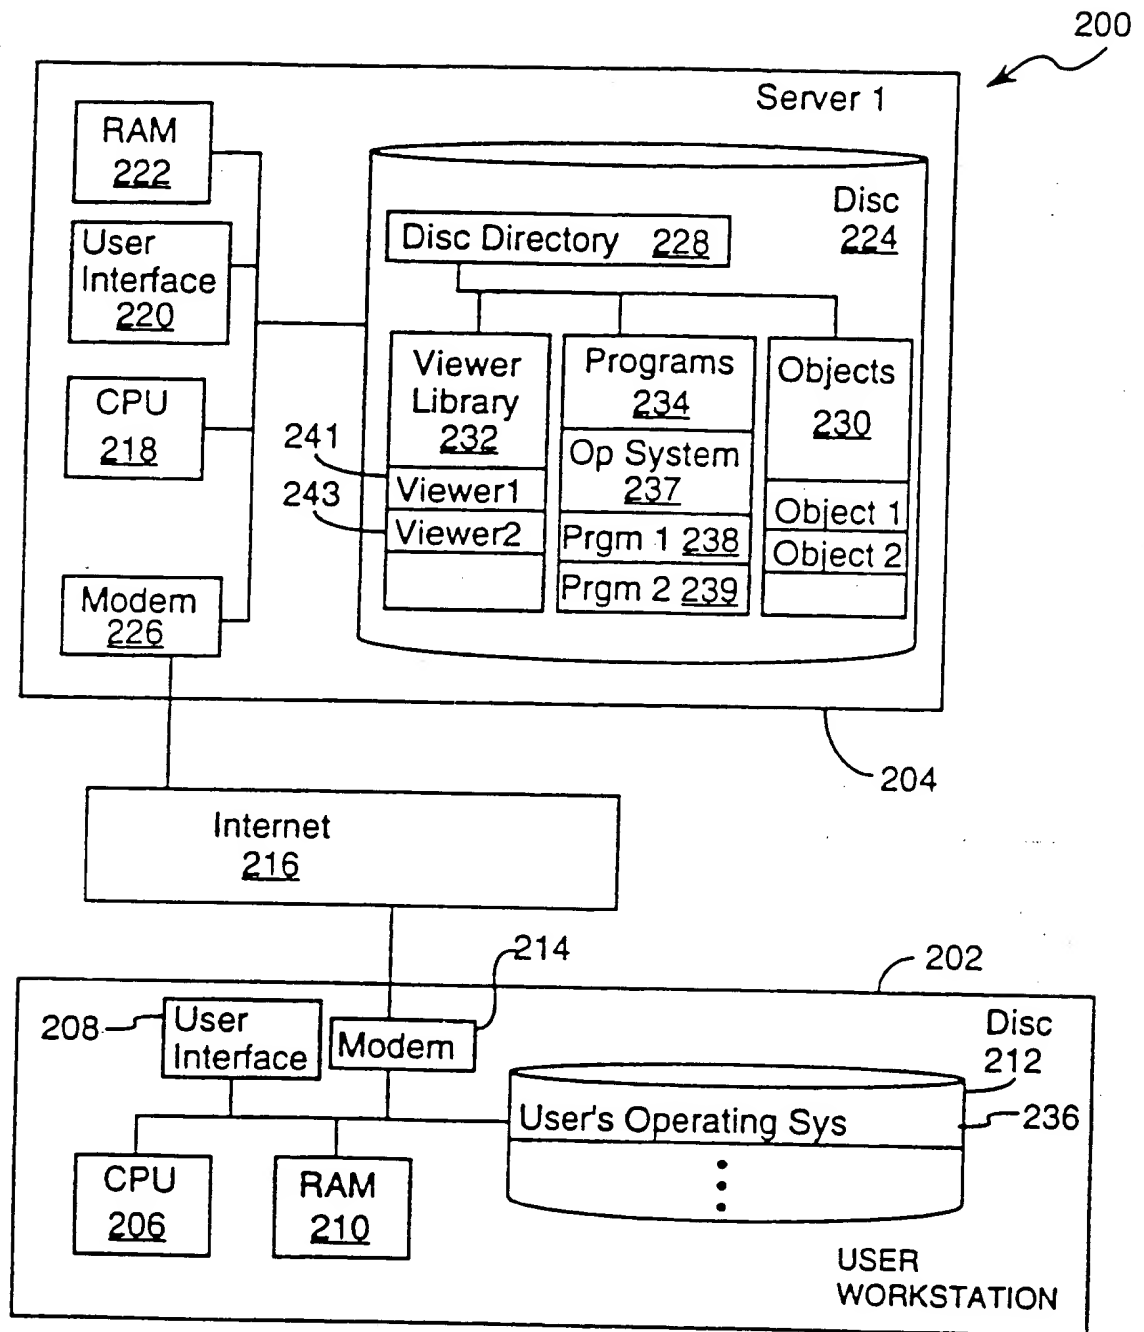 200
Server 1
RAM
222
User
Interface
220
CPU
218
Modem
226
Disc
224
Disc Directory 228
Viewer
Library
232
241
Viewer1
243
Viewer2
Programs
234
Op System
237
Prgm 1 238
Prgm 2 239
Objects
230
Object 1
Object 2
204
Internet
216
214
202
208
User
Interface
Modem
Disc
212
User's Operating Sys
236
CPU
206
RAM
210
USER
WORKSTATION